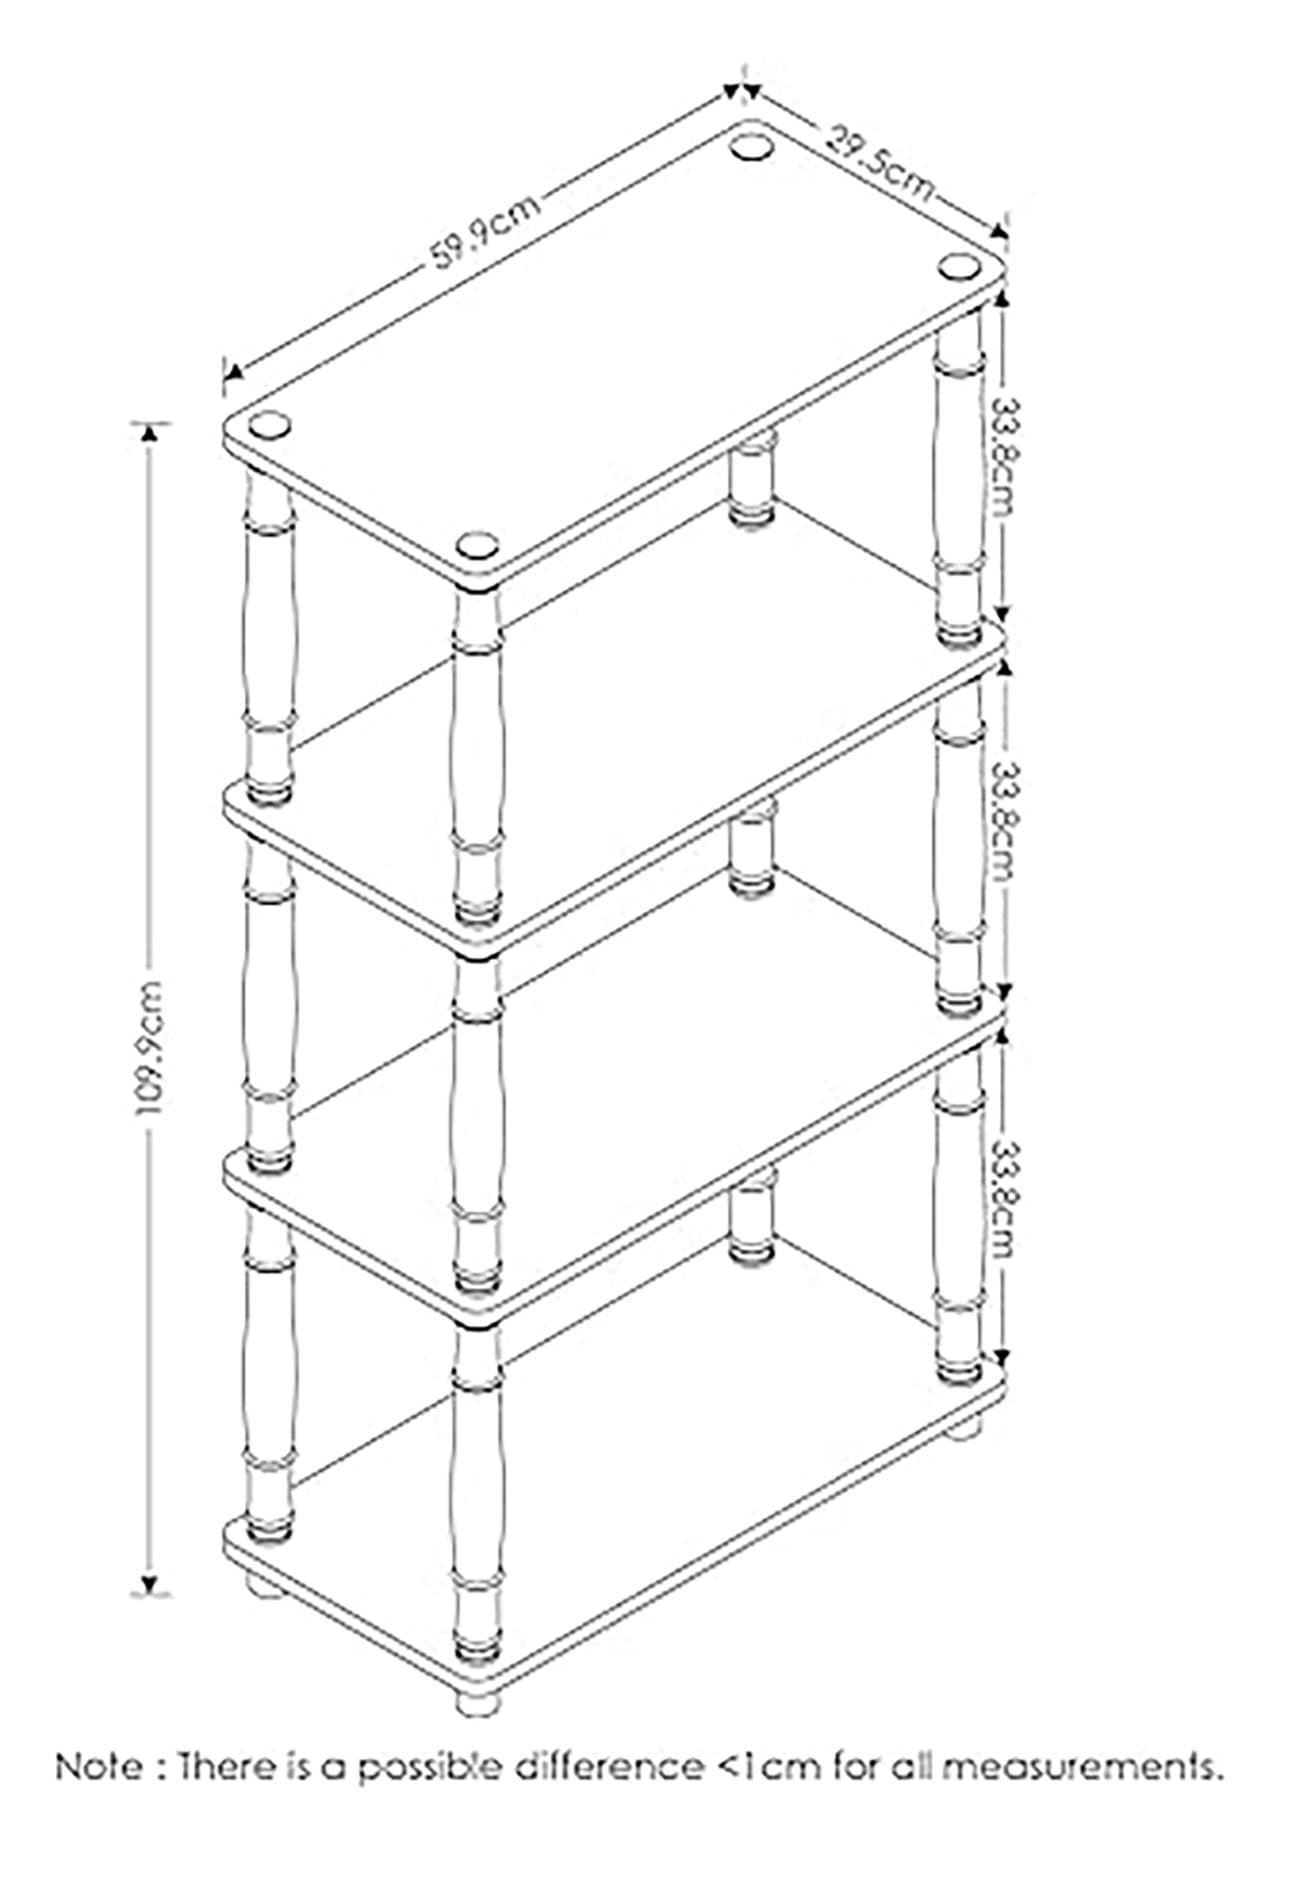 59.9cm
29.5cm
33.8cm
33.8cm
109.9cm
33.8cm
Note : There is a possible difference <1cm for all measurements.